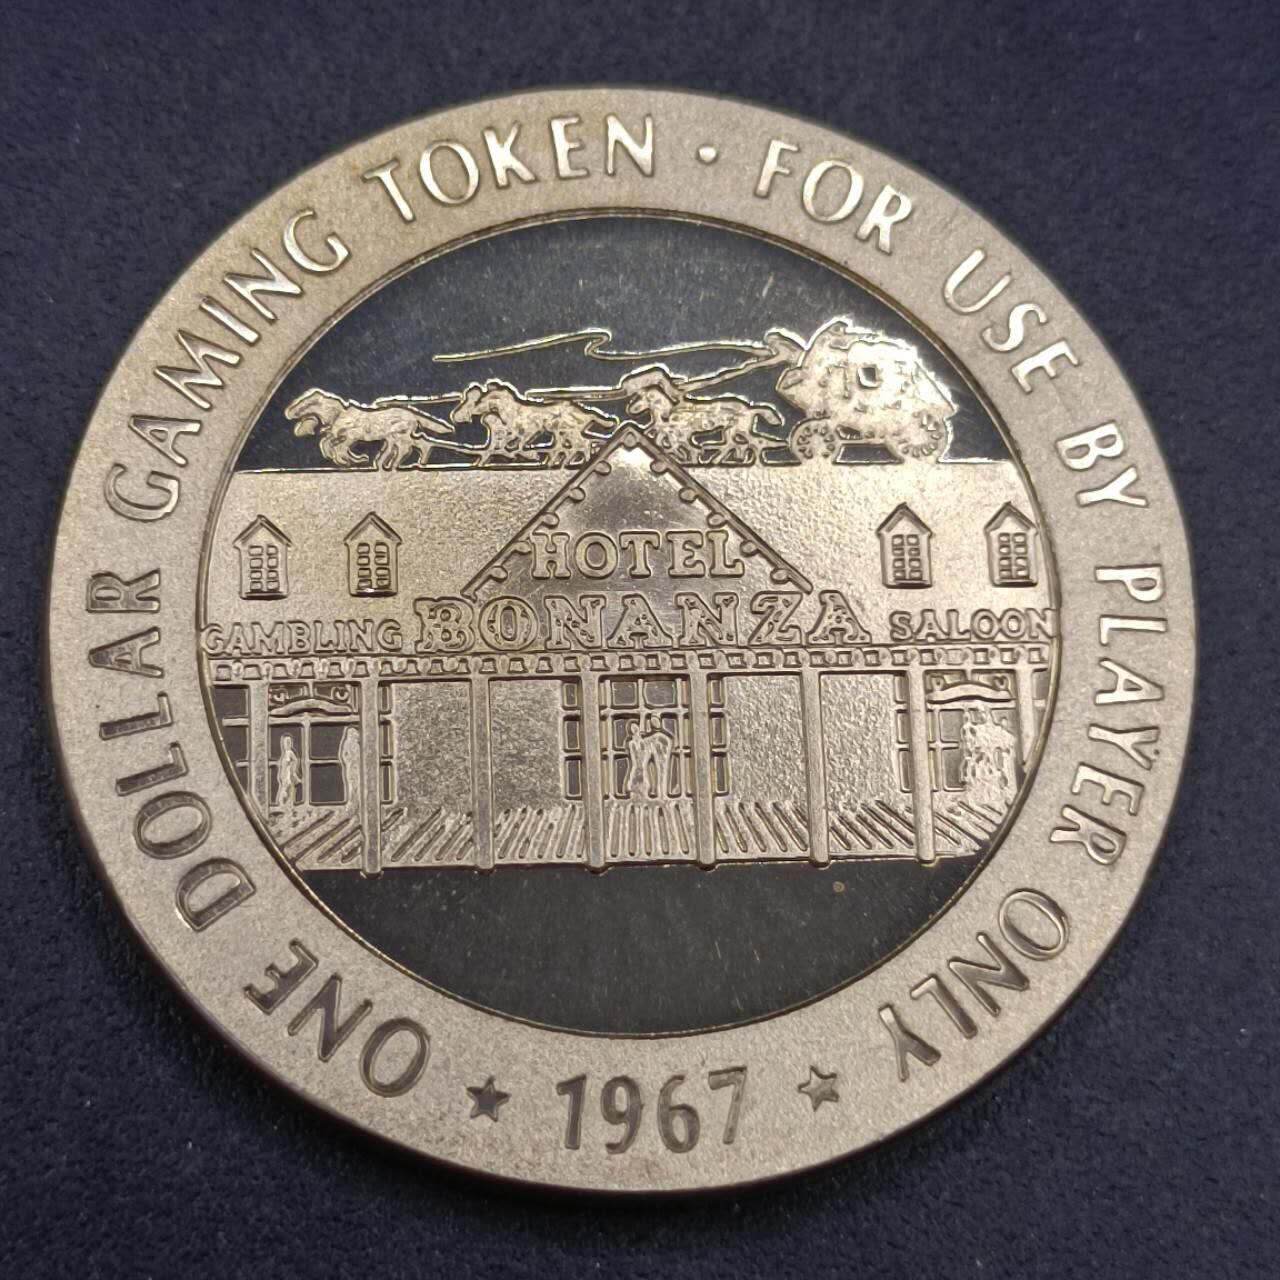 ONE DOLLAR GAMING TOKEN · FOR USE BY PLAYER ONLY
HOTEL
GAMBLING BONANZA SALOON
★ 1967 ★